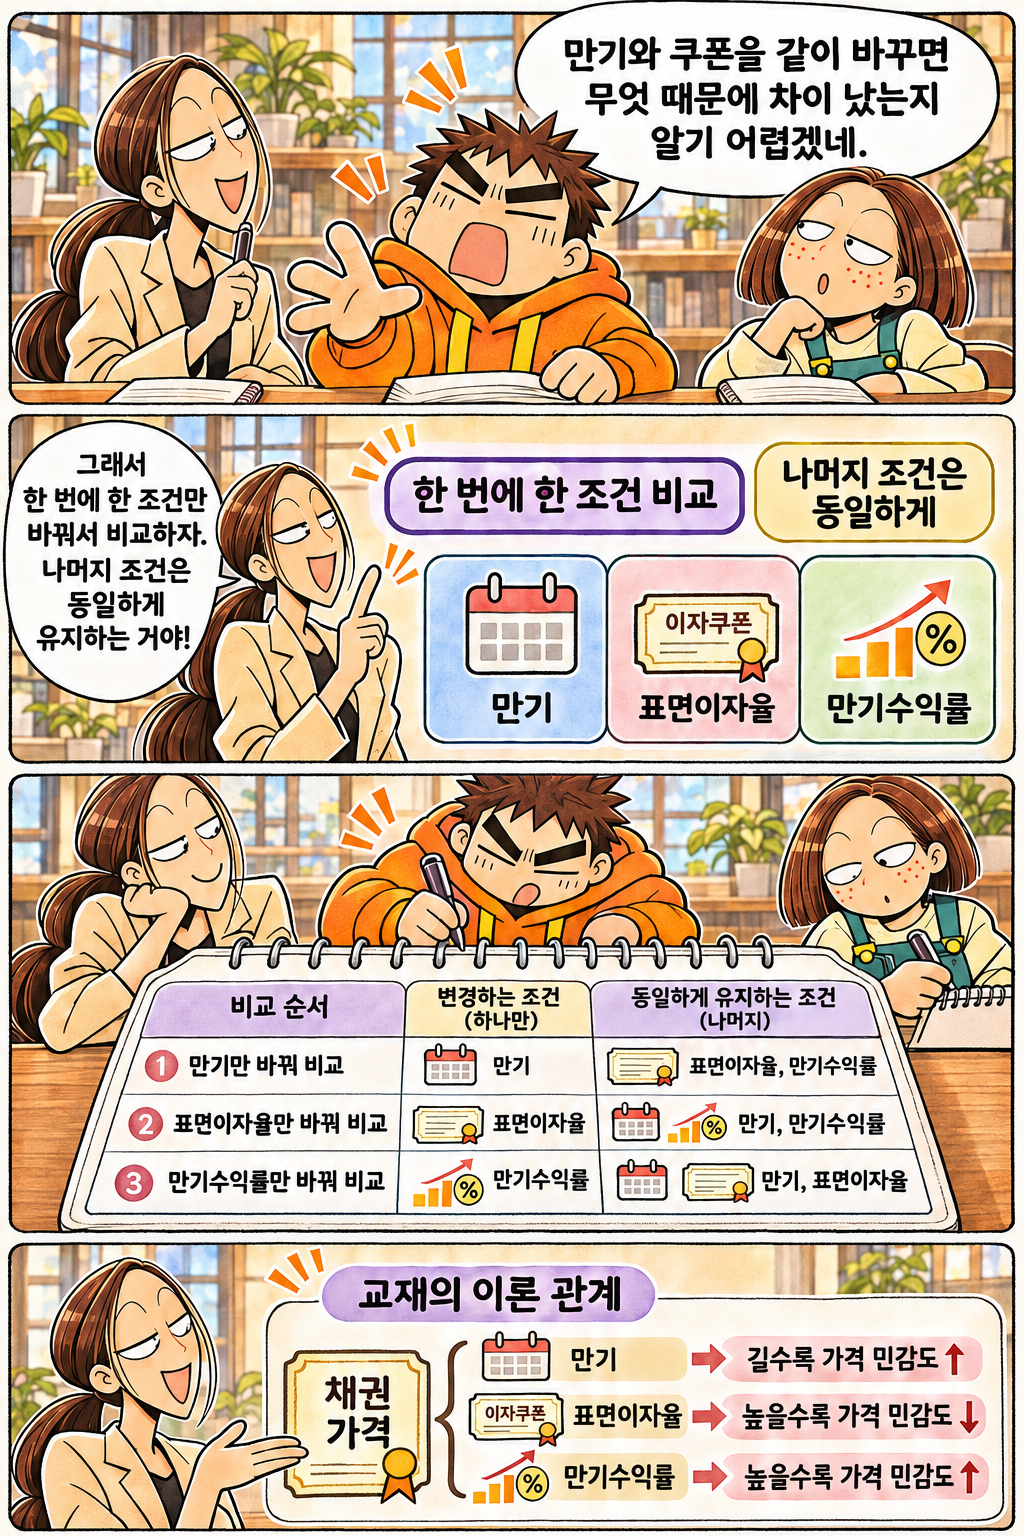 만기와 쿠폰을 같이 바꾸면
무엇 때문에 차이 났는지
알기 어렵겠네.
그래서
한 번에 한 조건만
바꿔서 비교하자.
나머지 조건은
동일하게
유지하는 거야!
한 번에 한 조건 비교
나머지 조건은
동일하게
만기
이자쿠폰
표면이자율
%
만기수익률
비교 순서
변경하는 조건
(하나만)
동일하게 유지하는 조건
(나머지)
1 만기만 바꿔 비교
만기
표면이자율, 만기수익률
2 표면이자율만 바꿔 비교
표면이자율
% 만기, 만기수익률
3 만기수익률만 바꿔 비교
% 만기수익률
만기, 표면이자율
교재의 이론 관계
채권
가격
만기 → 길수록 가격 민감도 ↑
이자쿠폰 표면이자율 → 높을수록 가격 민감도 ↓
% 만기수익률 → 높을수록 가격 민감도 ↑